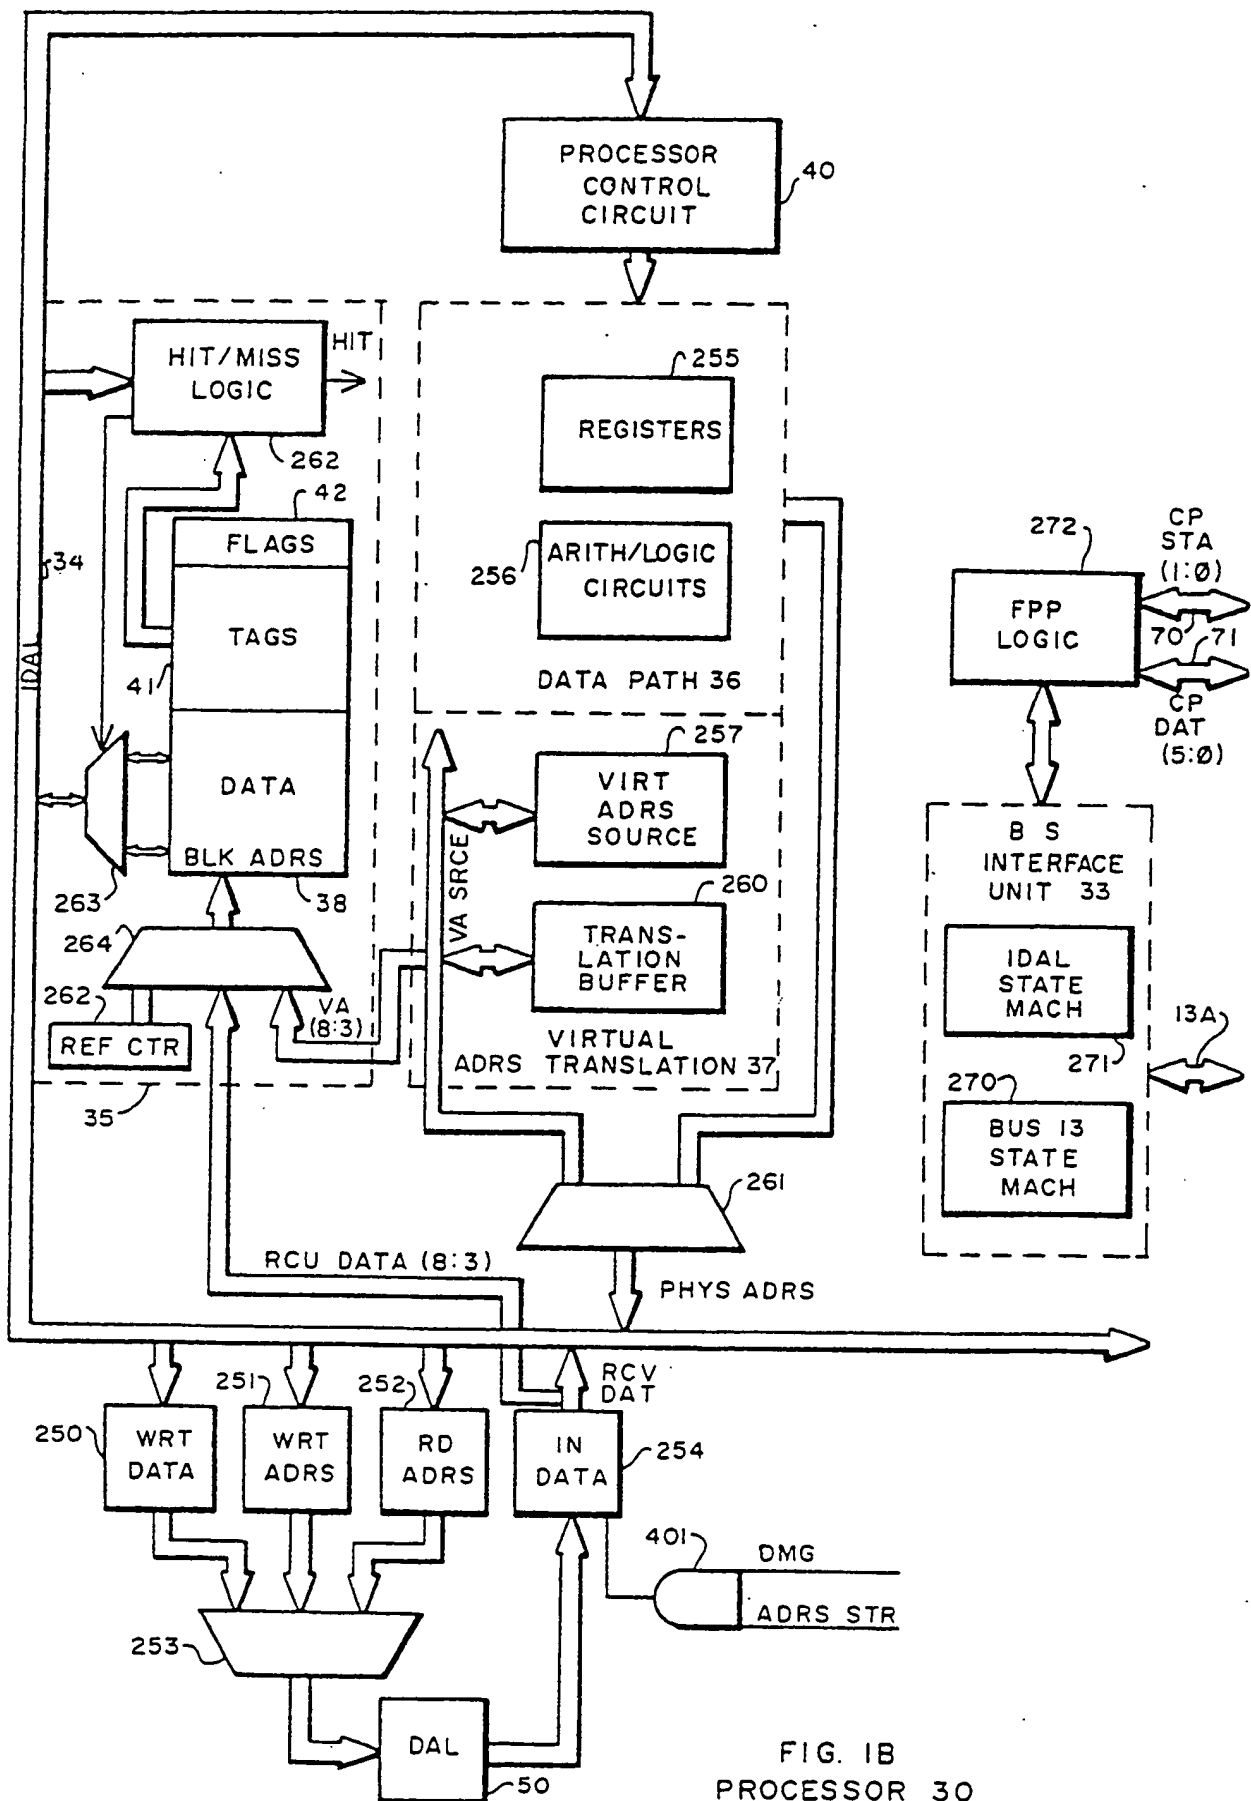 PROCESSOR
CONTROL
CIRCUIT
40
HIT/MISS
LOGIC
HIT
262
42
FLAGS
TAGS
41
DATA
BLK ADRS
38
263
264
262
REF CTR
35
VA
(8:3)
34
IDAL
255
REGISTERS
256
ARITH/LOGIC
CIRCUITS
DATA PATH 36
257
VIRT
ADRS
SOURCE
VA SRCE
260
TRANS-
LATION
BUFFER
VIRTUAL
ADRS TRANSLATION 37
272
FPP
LOGIC
CP
STA
(1:0)
70
71
CP
DAT
(5:0)
B S
INTERFACE
UNIT 33
IDAL
STATE
MACH
271
13A
270
BUS 13
STATE
MACH
261
RCU DATA (8:3)
PHYS ADRS
RCV
DAT
250
WRT
DATA
251
WRT
ADRS
252
RD
ADRS
IN
DATA
254
401
DMG
ADRS STR
253
DAL
50
FIG. 1B
PROCESSOR 30